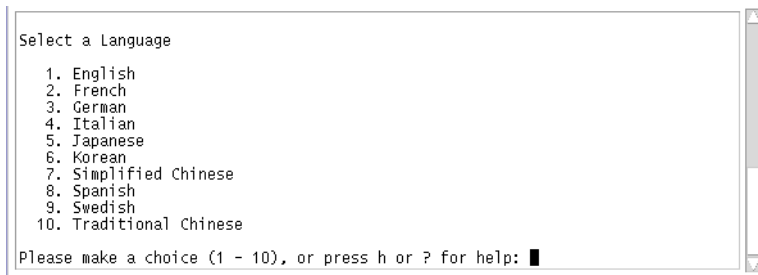 Select a Language
1. English
2. French
3. German
4. Italian
5. Japanese
6. Korean
7. Simplified Chinese
8. Spanish
9. Swedish
10. Traditional Chinese
Please make a choice (1 - 10), or press h or ? for help: